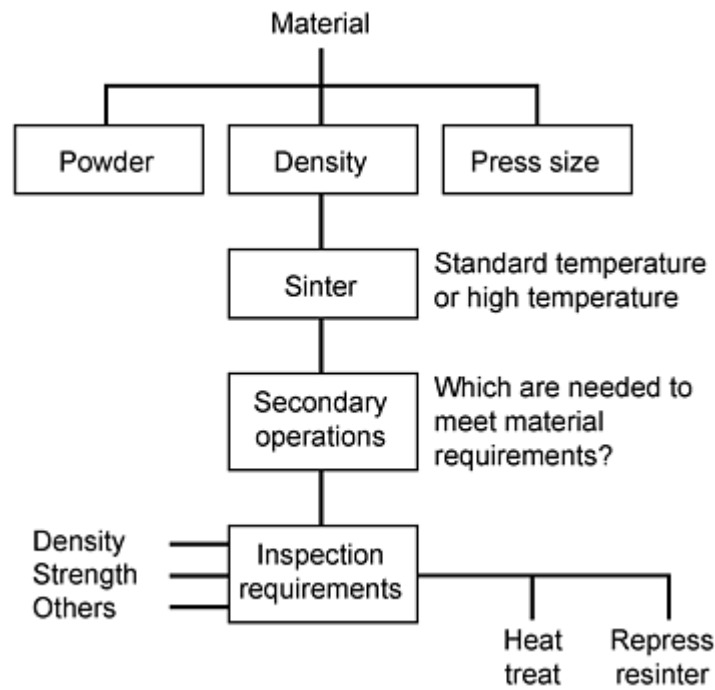 Material
Powder
Density
Press size
Sinter
Standard temperature
or high temperature
Secondary
operations
Which are needed to
meet material
requirements?
Density
Strength
Others
Inspection
requirements
Heat
treat
Repress
resinter